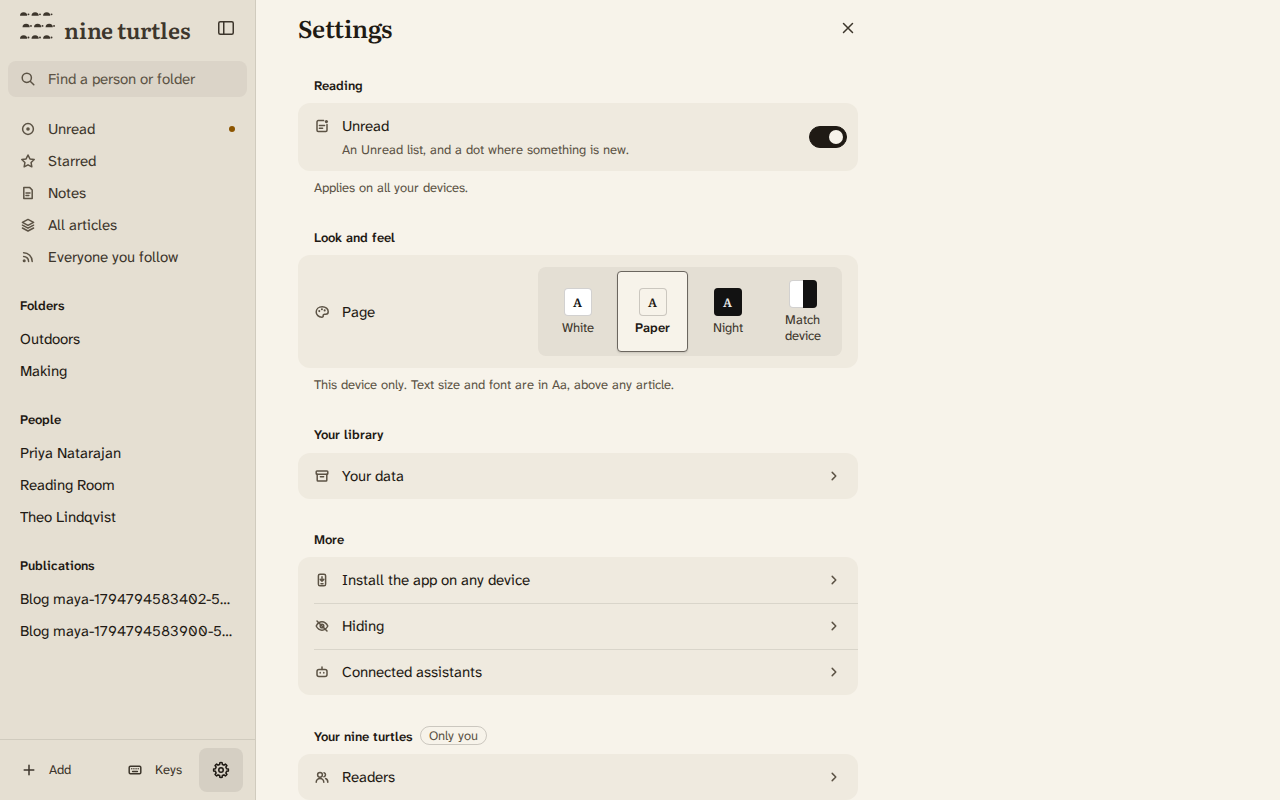 nine turtles
Find a person or folder
Unread
Starred
Notes
All articles
Everyone you follow
Folders
Outdoors
Making
People
Priya Natarajan
Reading Room
Theo Lindqvist
Publications
Blog maya-1794794583402-5...
Blog maya-1794794583900-5...
Add
Keys
Settings
Reading
Unread
An Unread list, and a dot where something is new.
Applies on all your devices.
Look and feel
Page
A
White
A
Paper
A
Night
Match
device
This device only. Text size and font are in Aa, above any article.
Your library
Your data
More
Install the app on any device
Hiding
Connected assistants
Your nine turtles
Only you
Readers